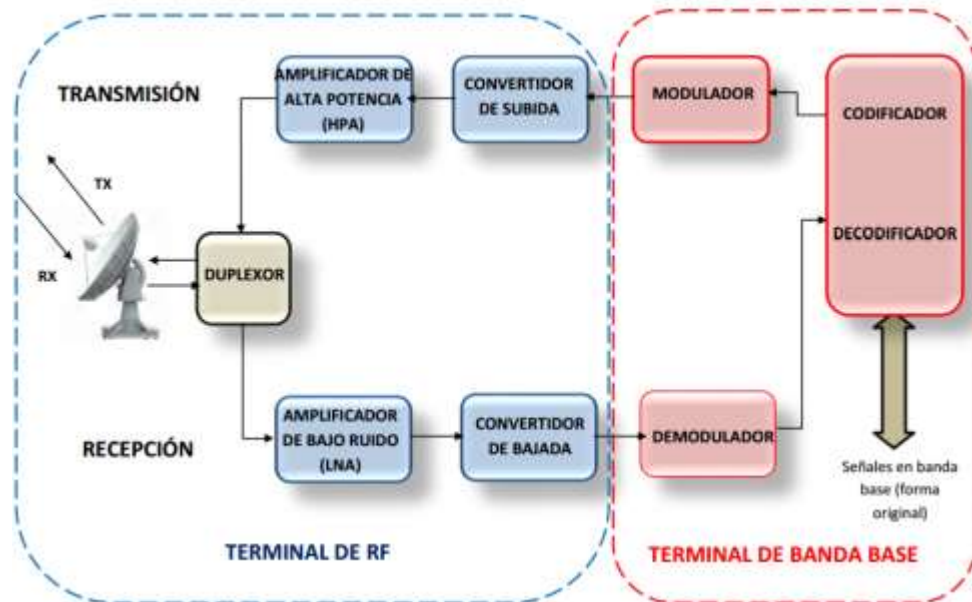 TRANSMISIÓN
AMPLIFICADOR DE
ALTA POTENCIA
(HPA)
CONVERTIDOR
DE SUBIDA
MODULADOR
CODIFICADOR
TX
RX
DUPLEXOR
DECODIFICADOR
RECEPCIÓN
AMPLIFICADOR
DE BAJO RUIDO
(LNA)
CONVERTIDOR
DE BAJADA
DEMODULADOR
Señales en banda
base (forma
original)
TERMINAL DE RF
TERMINAL DE BANDA BASE